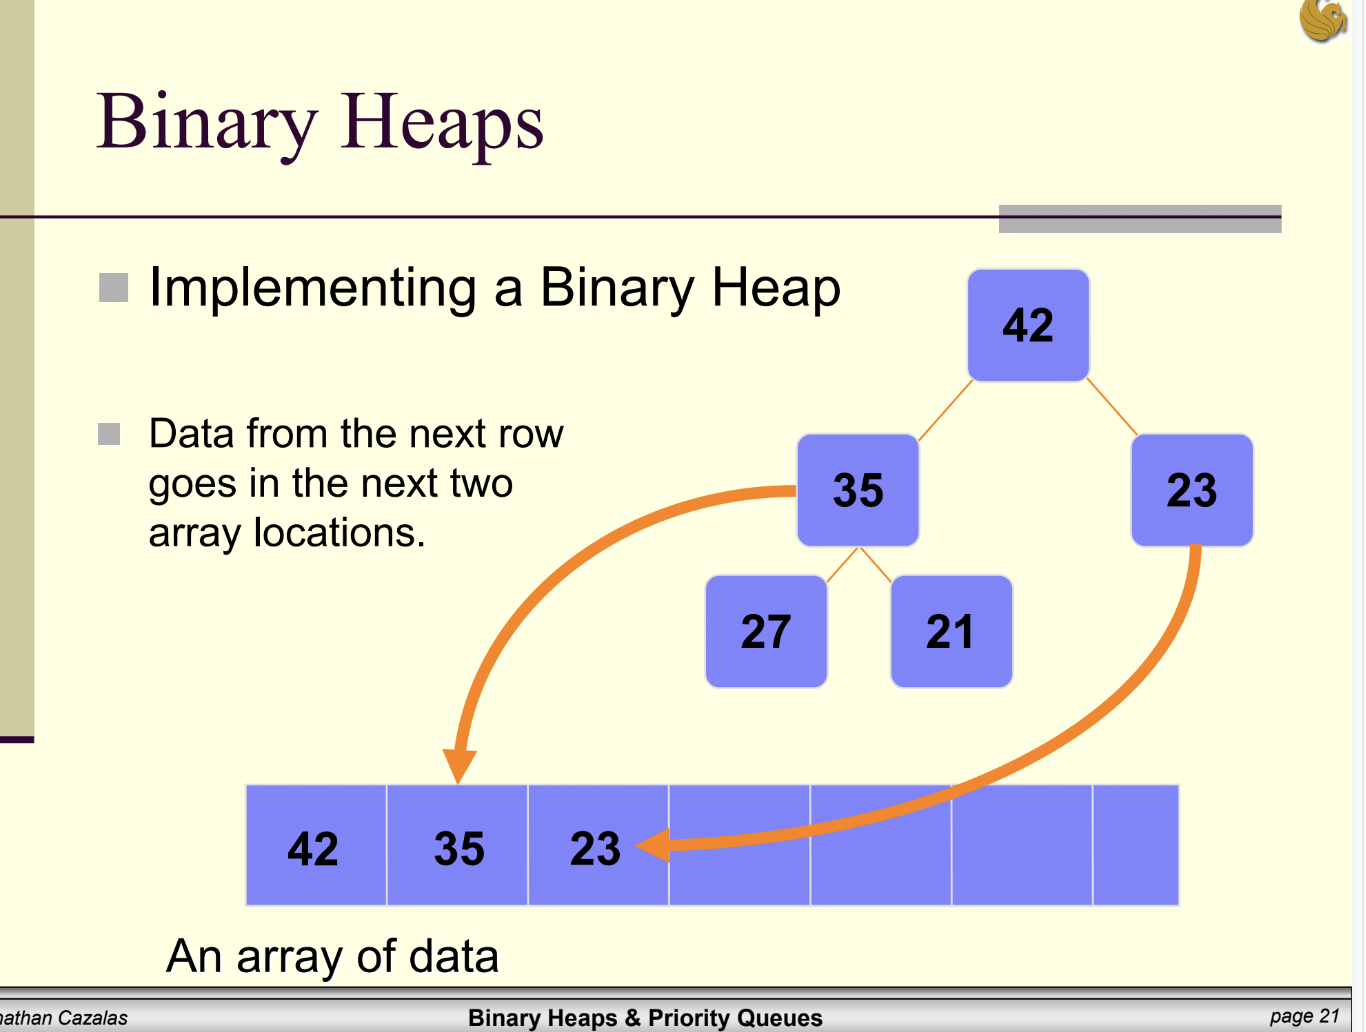 Binary Heaps
Implementing a Binary Heap
Data from the next row
goes in the next two
array locations.
42
35
23
27
21
42 35 23
An array of data
nathan Cazalas
Binary Heaps & Priority Queues
page 21